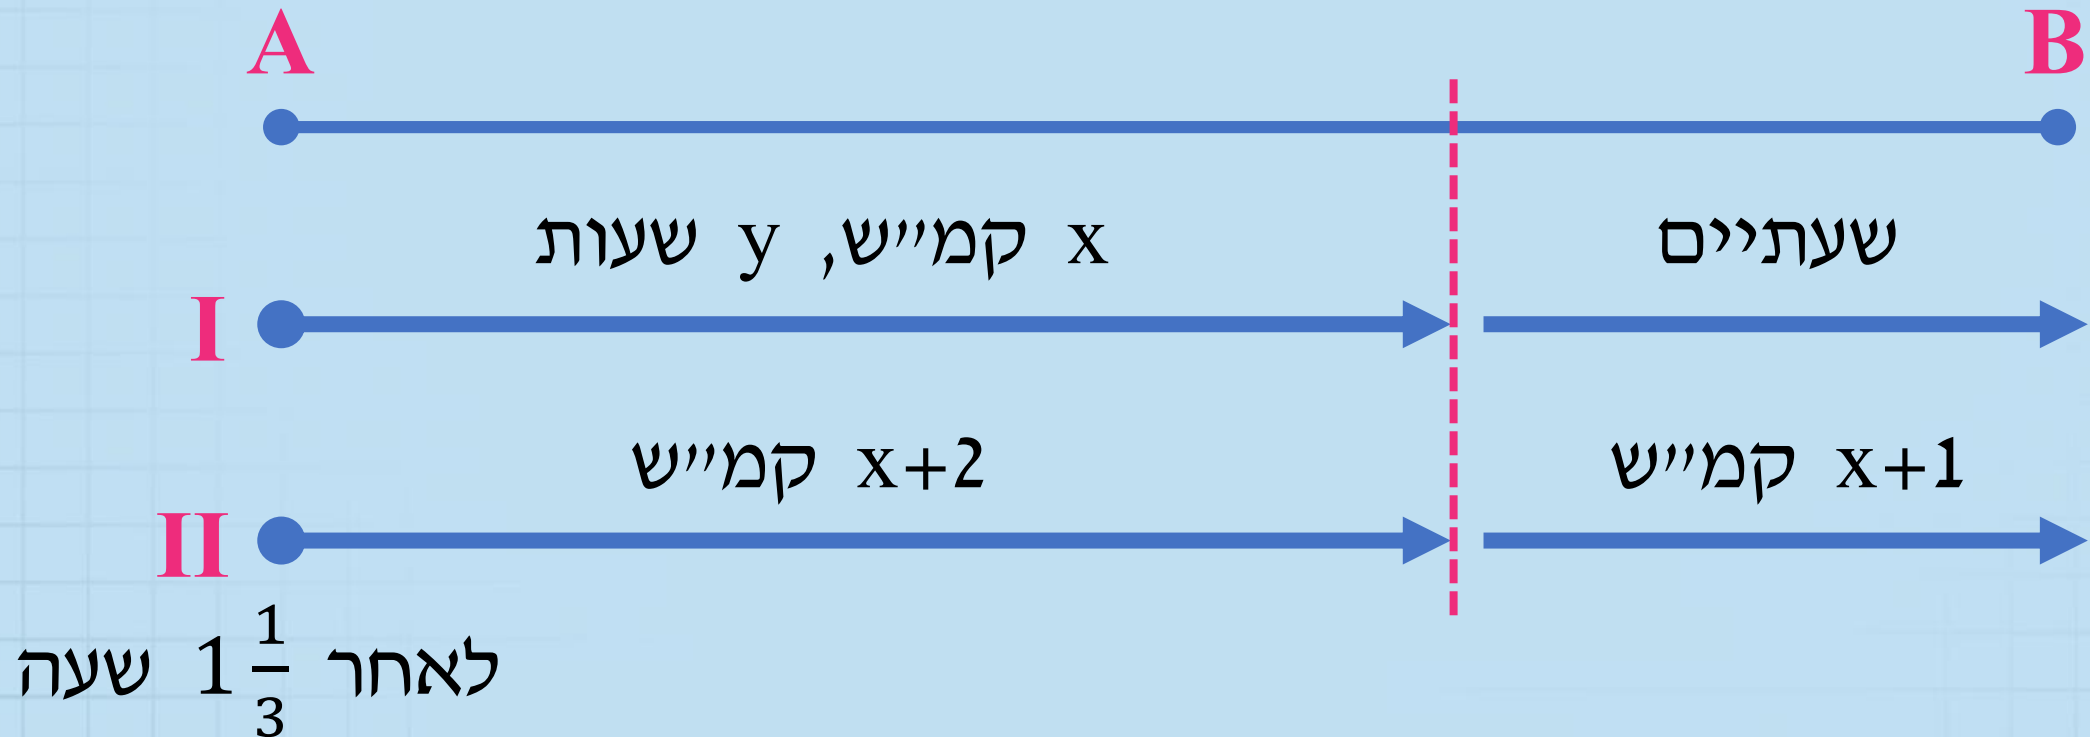 A B
x קמ״ש, y שעות שעתיים
I
x+2 קמ״ש x+1 קמ״ש
II
לאחר 1 1/3 שעה